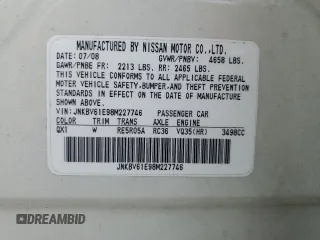 MANUFACTURED BY NISSAN MOTOR CO.,LTD.
DATE: 07/08 GVWR/PNBV: 4658 LBS.
GAWR/PNBE FR: 2213 LBS. RR: 2465 LBS.
THIS VEHICLE CONFORMS TO ALL APPLICABLE FEDERAL
MOTOR VEHICLE SAFETY,BUMPER,AND THEFT PREVENTION
STANDARDS IN EFFECT ON THE DATE OF MANUFACTURE
SHOWN ABOVE.
VIN: JNKBV61E98M227746 PASSENGER CAR
COLOR TRIM TRANS AXLE ENGINE
QX1 W RE5R05A RC36 VQ35(HR) 3498CC
JNKBV61E98M227746
DREAMBID